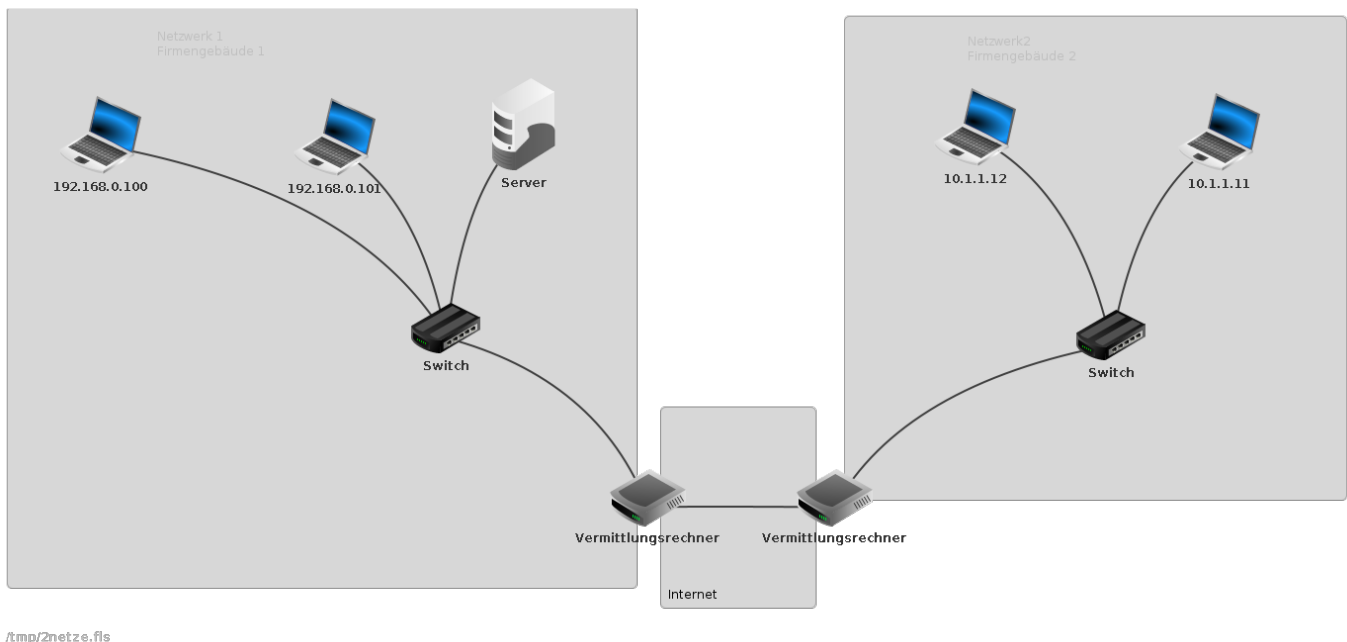 Netzwerk 1
Firmengebäude 1
Netzwerk2
Firmengebäude 2
192.168.0.100
192.168.0.101
Server
10.1.1.12
10.1.1.11
Switch
Switch
Vermittlungsrechner
Vermittlungsrechner
Internet
/tmp/2netze.fls